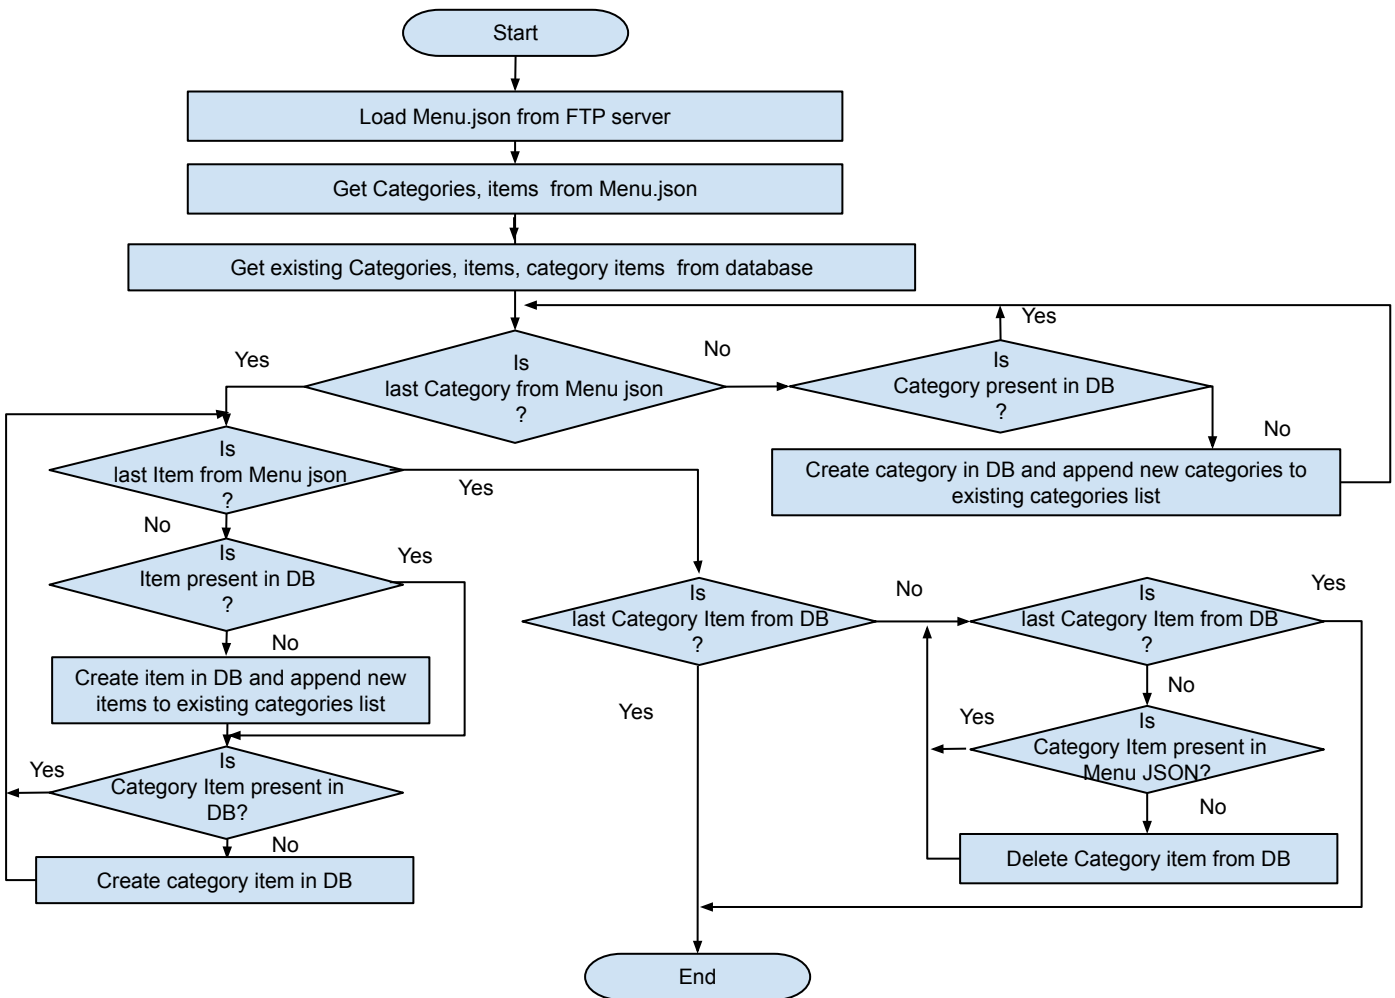 Start
Load Menu.json from FTP server
Get Categories, items  from Menu.json
Get existing Categories, items, category items  from database
Yes
Is
last Category from Menu json
?
No
Is
Category present in DB
?
Yes
No
Create category in DB and append new categories to
existing categories list
Is
last Item from Menu json
?
Yes
No
Is
Item present in DB
?
Yes
No
Create item in DB and append new
items to existing categories list
Is
Category Item present in
DB?
Yes
No
Create category item in DB
Is
last Category Item from DB
?
No
Yes
Is
last Category Item from DB
?
Yes
No
Is
Category Item present in
Menu JSON?
Yes
No
Delete Category item from DB
End